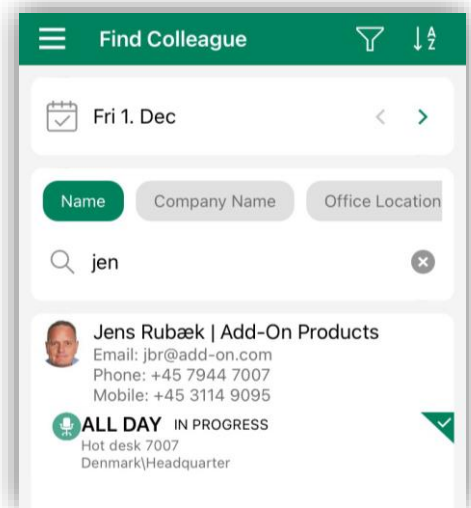 Find Colleague
Fri 1. Dec
Name Company Name Office Location
jen
Jens Rubæk | Add-On Products
Email: jbr@add-on.com
Phone: +45 7944 7007
Mobile: +45 3114 9095
ALL DAY IN PROGRESS
Hot desk 7007
Denmark\Headquarter